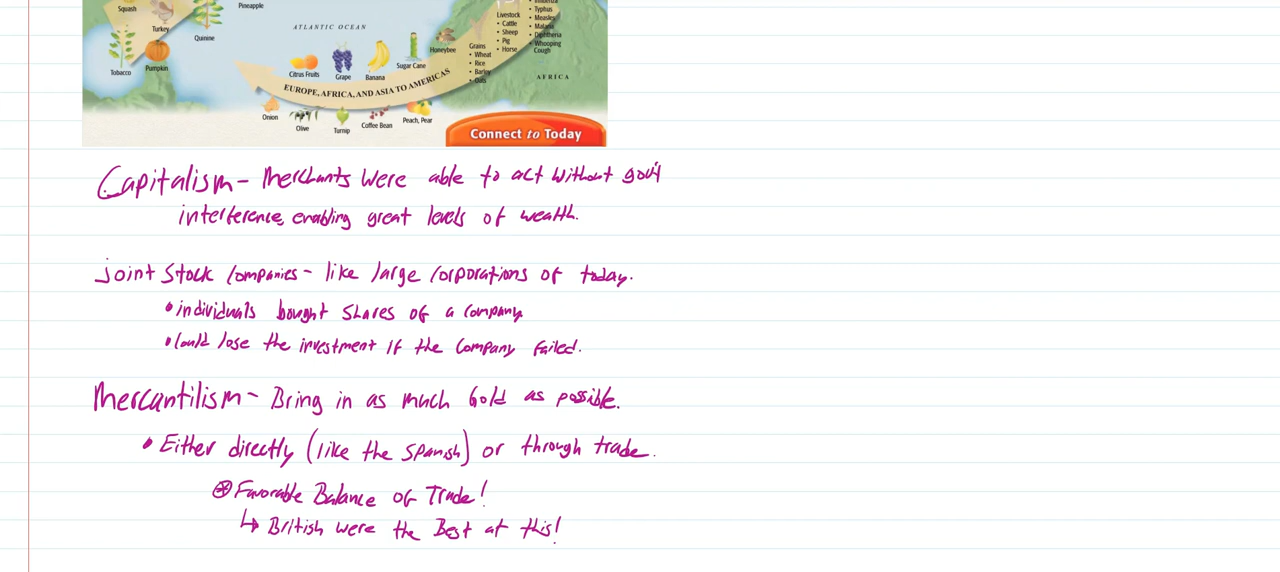 Squash
Turkey
Pineapple
Quinine
Tobacco
Pumpkin
ATLANTIC OCEAN
Citrus Fruits
Grape
Banana
Sugar Cane
Honeybee
Grains
• Wheat
• Rice
• Barley
• Oats
Livestock
• Cattle
• Sheep
• Pig
• Horse
• Influenza
• Typhus
• Measles
• Malaria
• Diphtheria
• Whooping
Cough
AFRICA
EUROPE, AFRICA, AND ASIA TO AMERICAS
Onion
Olive
Turnip
Coffee Bean
Peach, Pear
Connect to Today
Capitalism - Merchants were able to act without gov't
interference, enabling great levels of wealth.
Joint Stock Companies - like large corporations of today.
• individuals bought shares of a company
• Could lose the investment if the company failed.
Mercantilism - Bring in as much Gold as possible.
• Either directly (like the Spanish) or through trade.
⊛ Favorable Balance of Trade!
↳ British were the Best at this!